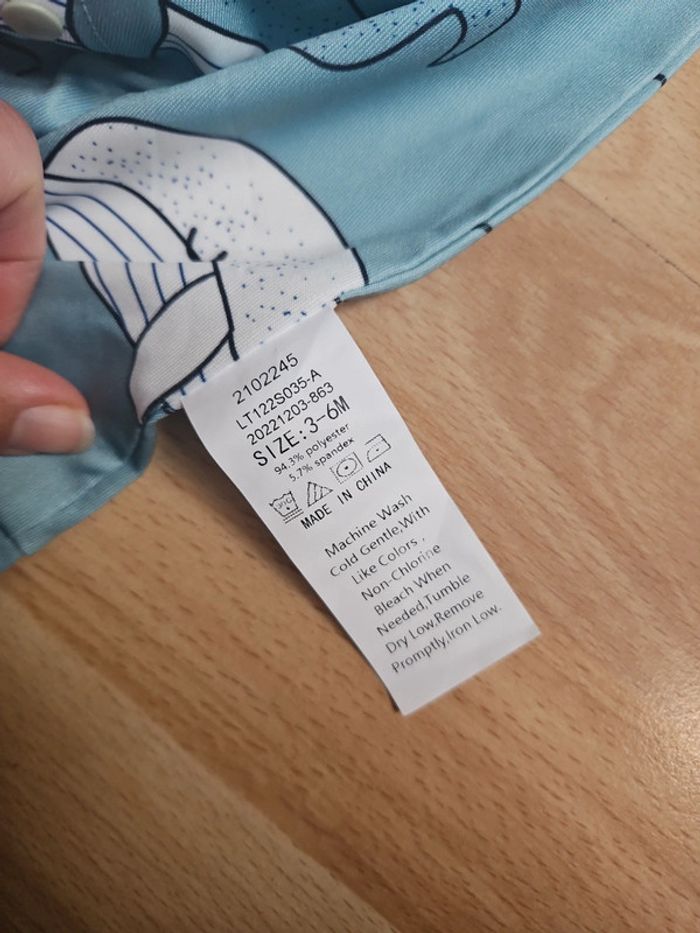 2102245
LT122S035-A
20221203-863
SIZE:3-6M
94.3% polyester
5.7% spandex
MADE IN CHINA
Machine Wash
Cold Gentle,With
Like Colors ,
Non-Chlorine
Bleach When
Needed,Tumble
Dry Low,Remove
Promptly,Iron Low.